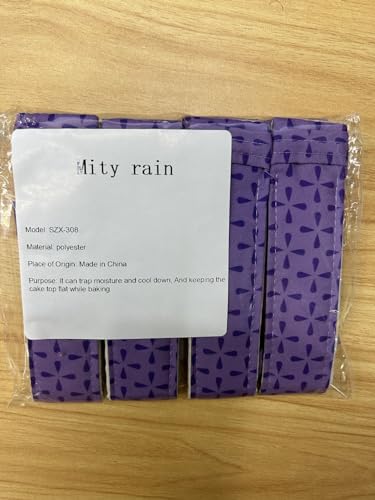 Mity rain
Model: SZX-308
Material: polyester
Place of Origin: Made in China
Purpose: It can trap moisture and cool down, And keeping the
cake top flat while baking.